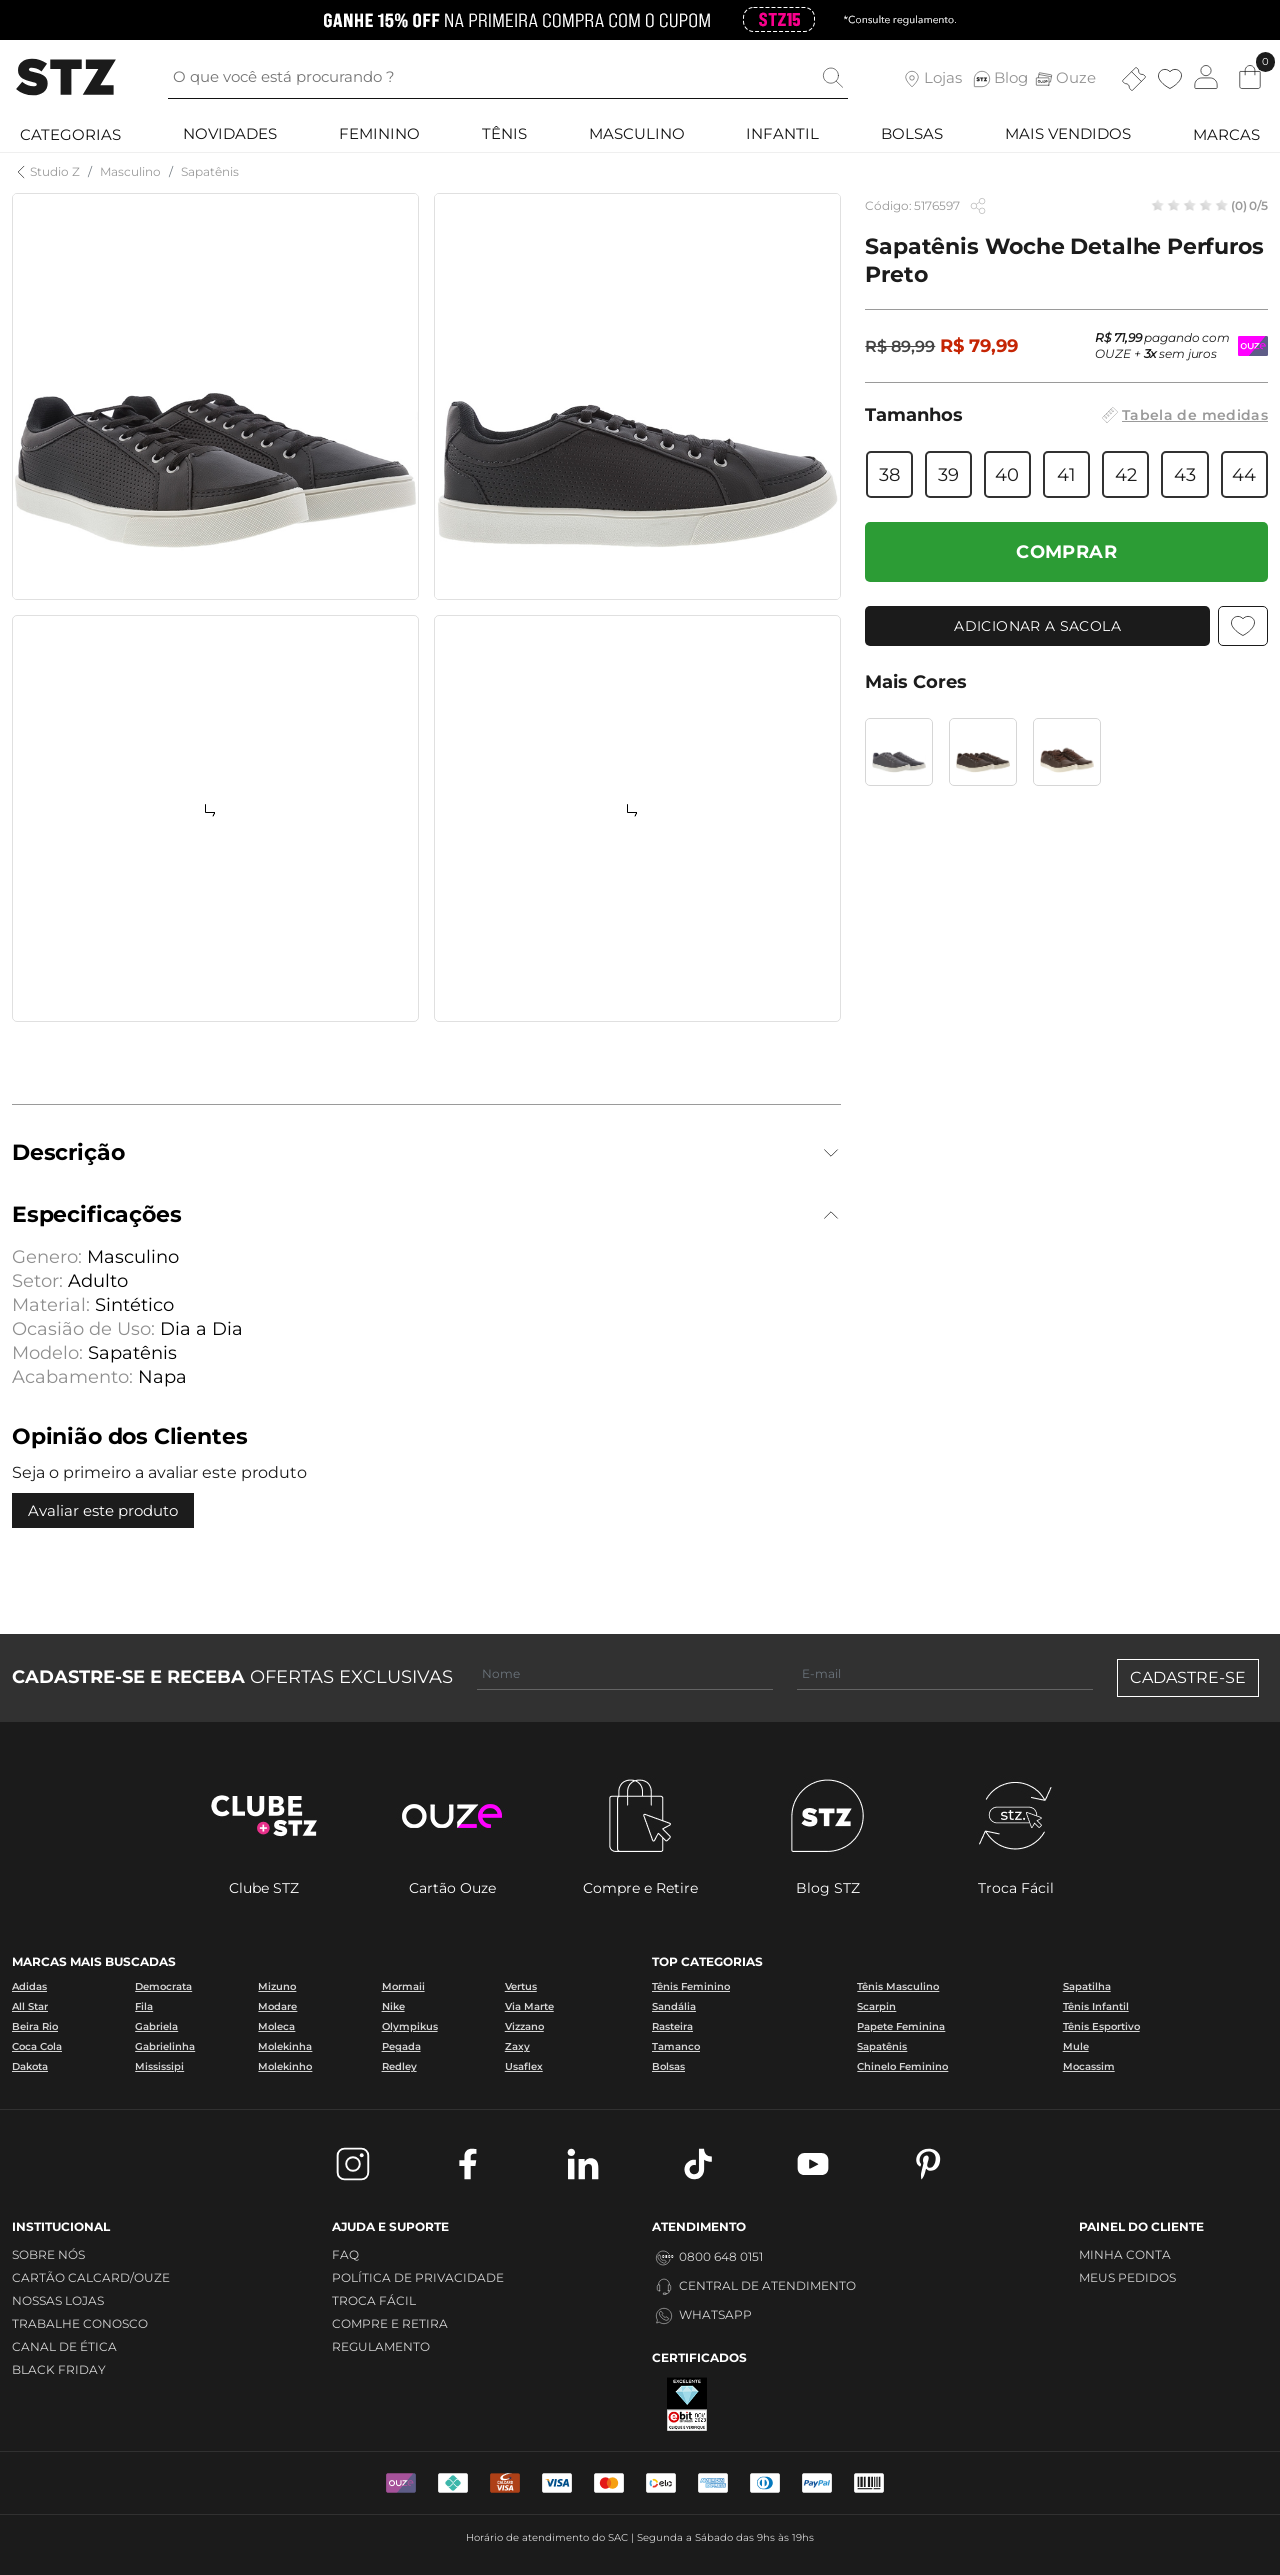 GANHE 15% OFF NA PRIMEIRA COMPRA COM O CUPOM STZ15 *Consulte regulamento.
STZ
O que você está procurando ?
Lojas
STZ
Blog
Ouze
0
CATEGORIAS
NOVIDADES
FEMININO
TÊNIS
MASCULINO
INFANTIL
BOLSAS
MAIS VENDIDOS
MARCAS
Studio Z / Masculino / Sapatênis
Código: 5176597
(0) 0/5
Sapatênis Woche Detalhe Perfuros
Preto
R$ 89,99 R$ 79,99
R$ 71,99 pagando com
OUZE + 3x sem juros
OUZE
Tamanhos
Tabela de medidas
38
39
40
41
42
43
44
COMPRAR
ADICIONAR A SACOLA
Mais Cores
Descrição
Especificações
Genero: Masculino
Setor: Adulto
Material: Sintético
Ocasião de Uso: Dia a Dia
Modelo: Sapatênis
Acabamento: Napa
Opinião dos Clientes
Seja o primeiro a avaliar este produto
Avaliar este produto
CADASTRE-SE E RECEBA OFERTAS EXCLUSIVAS
Nome
E-mail
CADASTRE-SE
CLUBE
+STZ
ouze
STZ
stz.
Clube STZ
Cartão Ouze
Compre e Retire
Blog STZ
Troca Fácil
MARCAS MAIS BUSCADAS
Adidas
All Star
Beira Rio
Coca Cola
Dakota
Democrata
Fila
Gabriela
Gabrielinha
Mississipi
Mizuno
Modare
Moleca
Molekinha
Molekinho
Mormaii
Nike
Olympikus
Pegada
Redley
Vertus
Via Marte
Vizzano
Zaxy
Usaflex
TOP CATEGORIAS
Tênis Feminino
Sandália
Rasteira
Tamanco
Bolsas
Tênis Masculino
Scarpin
Papete Feminina
Sapatênis
Chinelo Feminino
Sapatilha
Tênis Infantil
Tênis Esportivo
Mule
Mocassim
INSTITUCIONAL
SOBRE NÓS
CARTÃO CALCARD/OUZE
NOSSAS LOJAS
TRABALHE CONOSCO
CANAL DE ÉTICA
BLACK FRIDAY
AJUDA E SUPORTE
FAQ
POLÍTICA DE PRIVACIDADE
TROCA FÁCIL
COMPRE E RETIRA
REGULAMENTO
ATENDIMENTO
0800 648 0151
CENTRAL DE ATENDIMENTO
WHATSAPP
CERTIFICADOS
EXCELENTE
ebit
CLIQUE E VERIFIQUE
PAINEL DO CLIENTE
MINHA CONTA
MEUS PEDIDOS
OUZE
VISA
VISA
elo
PayPal
Horário de atendimento do SAC | Segunda a Sábado das 9hs às 19hs